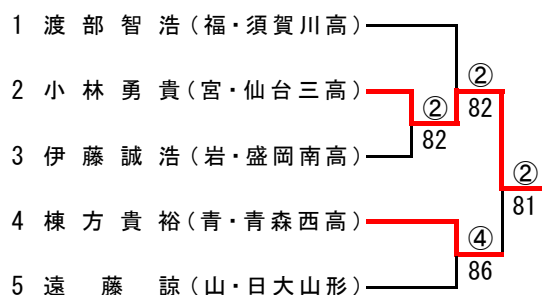 1 渡部智浩(福・須賀川高)
②
2 小林勇貴(宮・仙台三高)
②
82
82
3 伊藤誠浩(岩・盛岡南高)
②
81
4 棟方貴裕(青・青森西高)
④
86
5 遠藤諒(山・日大山形)